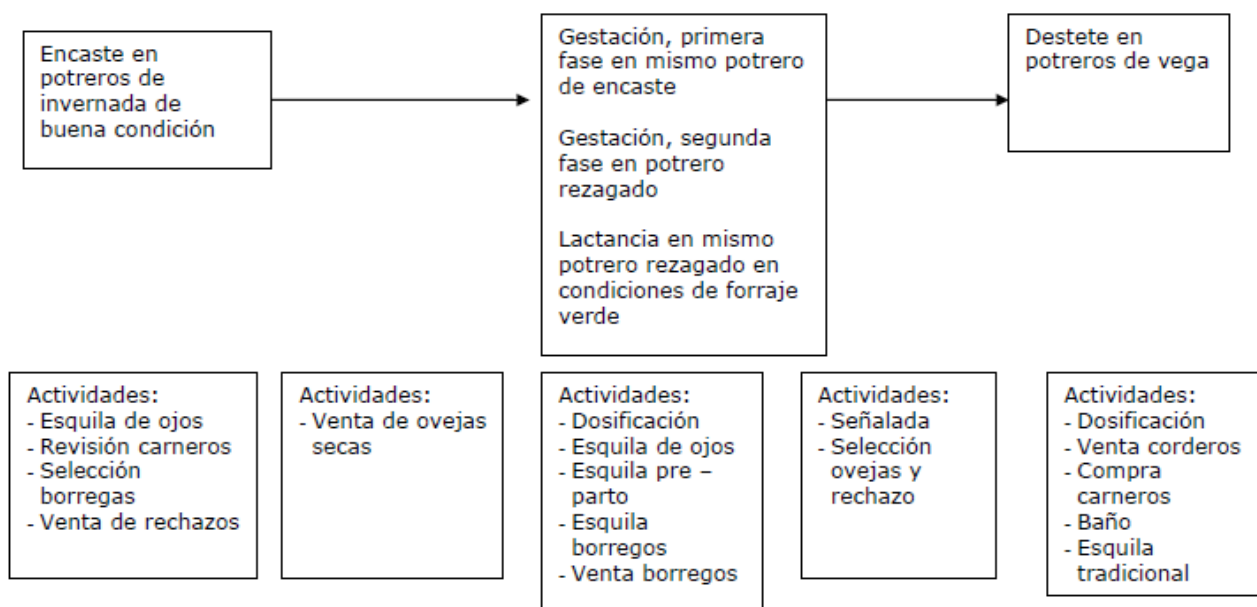 Encaste en
potreros de
invernada de
buena condición
Gestación, primera
fase en mismo potrero
de encaste
Gestación, segunda
fase en potrero
rezagado
Lactancia en mismo
potrero rezagado en
condiciones de forraje
verde
Destete en
potreros de vega
Actividades:
- Esquila de ojos
- Revisión carneros
- Selección
borregas
- Venta de rechazos
Actividades:
- Venta de ovejas
secas
Actividades:
- Dosificación
- Esquila de ojos
- Esquila pre –
parto
- Esquila
borregos
- Venta borregos
Actividades:
- Señalada
- Selección
ovejas y
rechazo
Actividades:
- Dosificación
- Venta corderos
- Compra
carneros
- Baño
- Esquila
tradicional